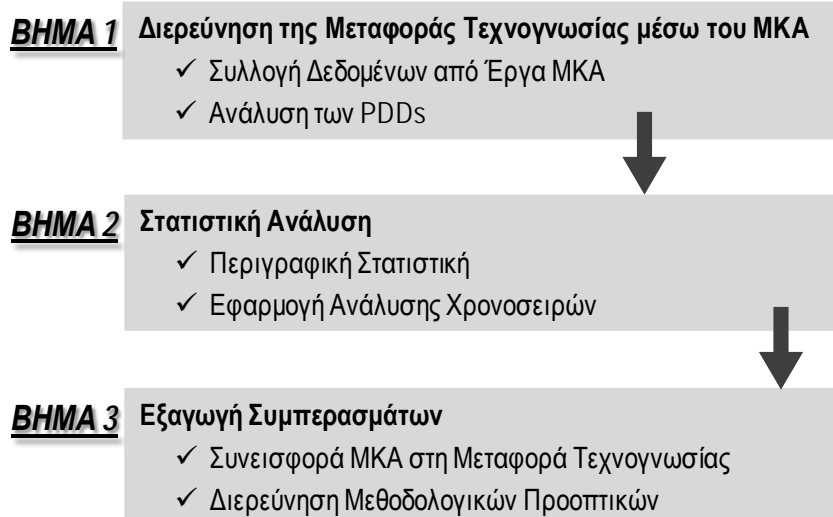 ΒΗΜΑ 1 Διερεύνηση της Μεταφοράς Τεχνογνωσίας μέσω του ΜΚΑ
✓ Συλλογή Δεδομένων από Έργα ΜΚΑ
✓ Ανάλυση των PDDs
ΒΗΜΑ 2 Στατιστική Ανάλυση
✓ Περιγραφική Στατιστική
✓ Εφαρμογή Ανάλυσης Χρονοσειρών
ΒΗΜΑ 3 Εξαγωγή Συμπερασμάτων
✓ Συνεισφορά ΜΚΑ στη Μεταφορά Τεχνογνωσίας
✓ Διερεύνηση Μεθοδολογικών Προοπτικών